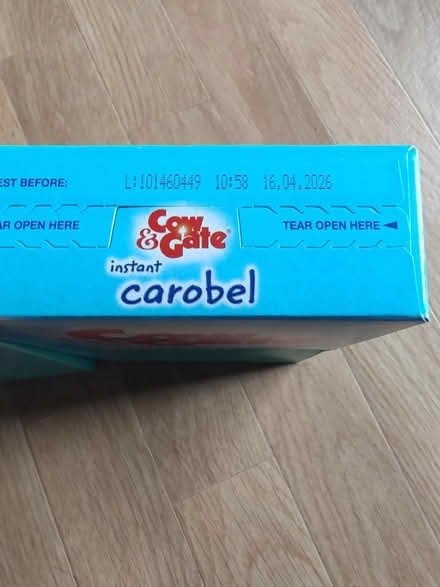 EST BEFORE: L:101460449 10:58 16.04.2026
AR OPEN HERE
TEAR OPEN HERE
Cow
& Gate®
instant
carobel